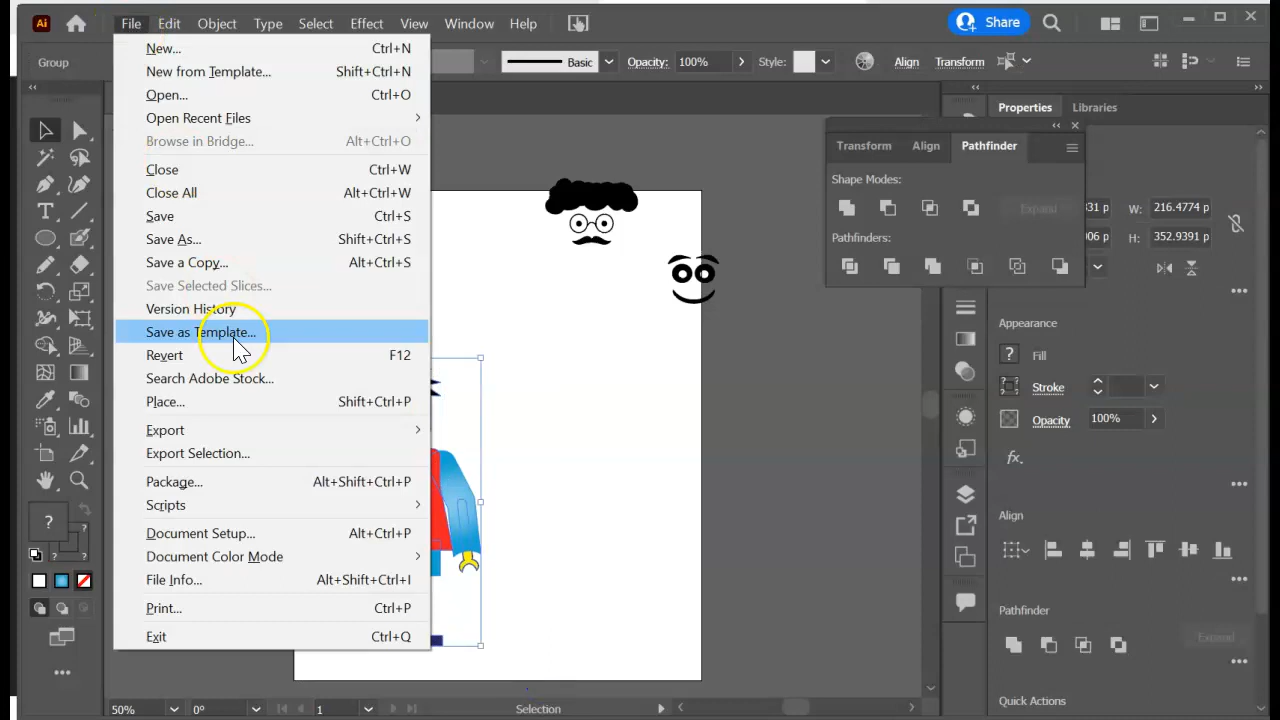 Ai File Edit Object Type Select Effect View Window Help Share
Group Basic Opacity: 100% Style: Align Transform
New... Ctrl+N
New from Template... Shift+Ctrl+N
Open... Ctrl+O
Open Recent Files
Browse in Bridge... Alt+Ctrl+O
Close Ctrl+W
Close All Alt+Ctrl+W
Save Ctrl+S
Save As... Shift+Ctrl+S
Save a Copy... Alt+Ctrl+S
Save Selected Slices...
Version History
Save as Template...
Revert F12
Search Adobe Stock...
Place... Shift+Ctrl+P
Export
Export Selection...
Package... Alt+Shift+Ctrl+P
Scripts
Document Setup... Alt+Ctrl+P
Document Color Mode
File Info... Alt+Shift+Ctrl+I
Print... Ctrl+P
Exit Ctrl+Q
Properties Libraries
Transform Align Pathfinder
Shape Modes:
Expand
Pathfinders:
W: 216.4774 p
H: 352.9391 p
Appearance
? Fill
Stroke
Opacity 100%
fx.
Align
Pathfinder
Expand
Quick Actions
?
50% 0° 1 Selection